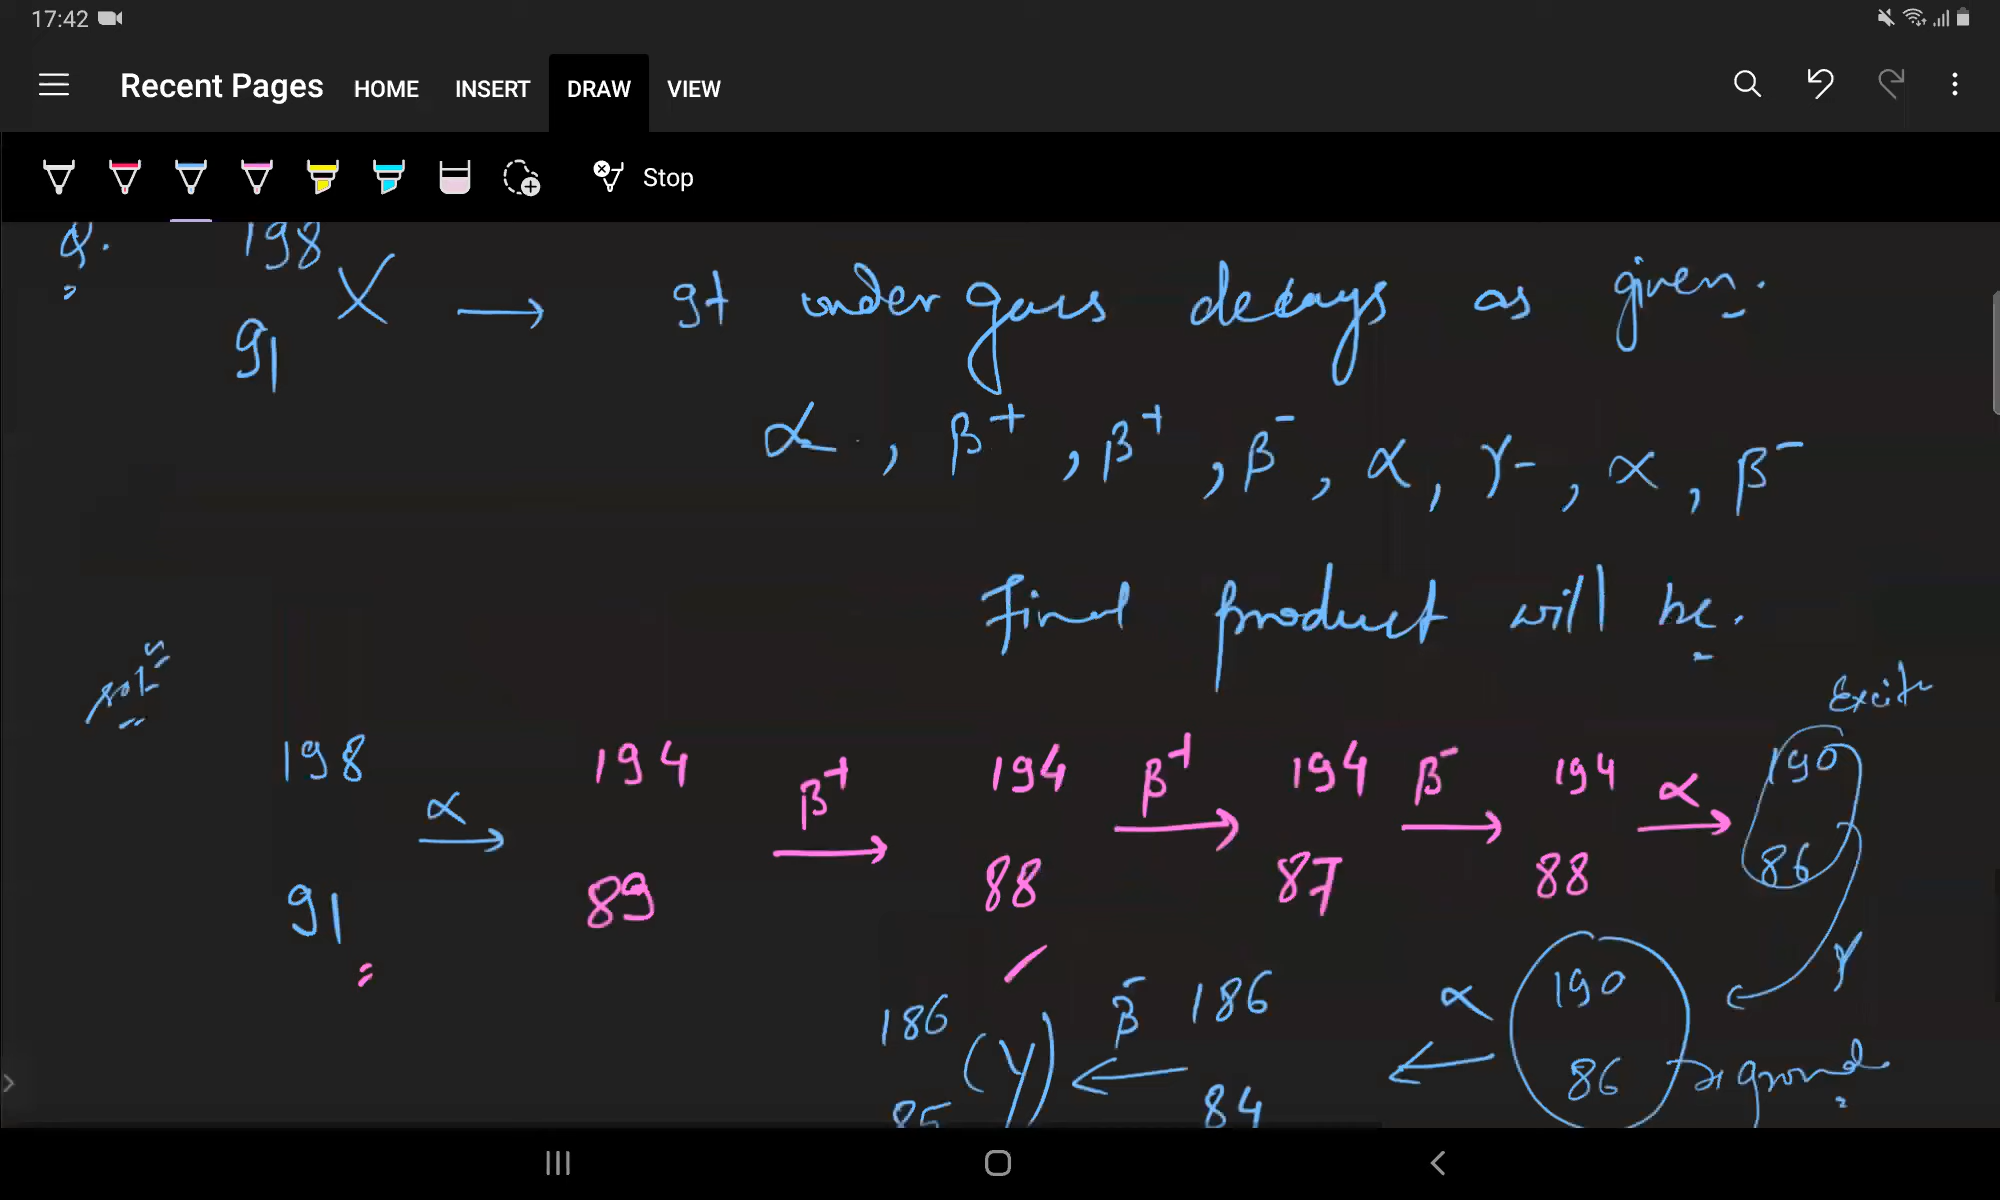 17:42
Recent Pages HOME INSERT DRAW VIEW
Stop
Q. 198 91 X → It undergoes decays as given.
α, β+, β+, β-, α, γ-, α, β-
Final product will be.
solⁿ
Excite
198 91 α→ 194 89 β+→ 194 88 β+→ 194 87 β-→ 194 88 α→ 190 86
γ
186 85 (Y) ←β- 186 84 ←α 190 86 → ground